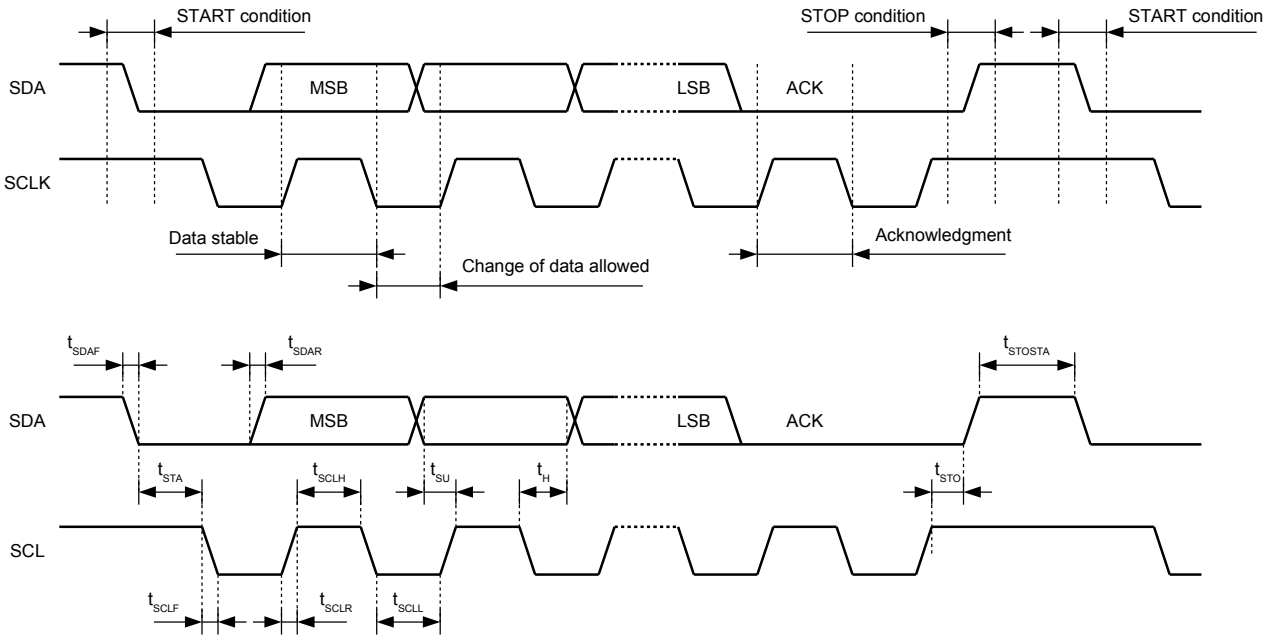 START condition
STOP condition
START condition
SDA
MSB
LSB
ACK
SCLK
Data stable
Acknowledgment
Change of data allowed
tSDAF
tSDAR
tSTOSTA
SDA
MSB
LSB
ACK
tSTA
tSCLH
tSU
tH
tSTO
SCL
tSCLF
tSCLR
tSCLL